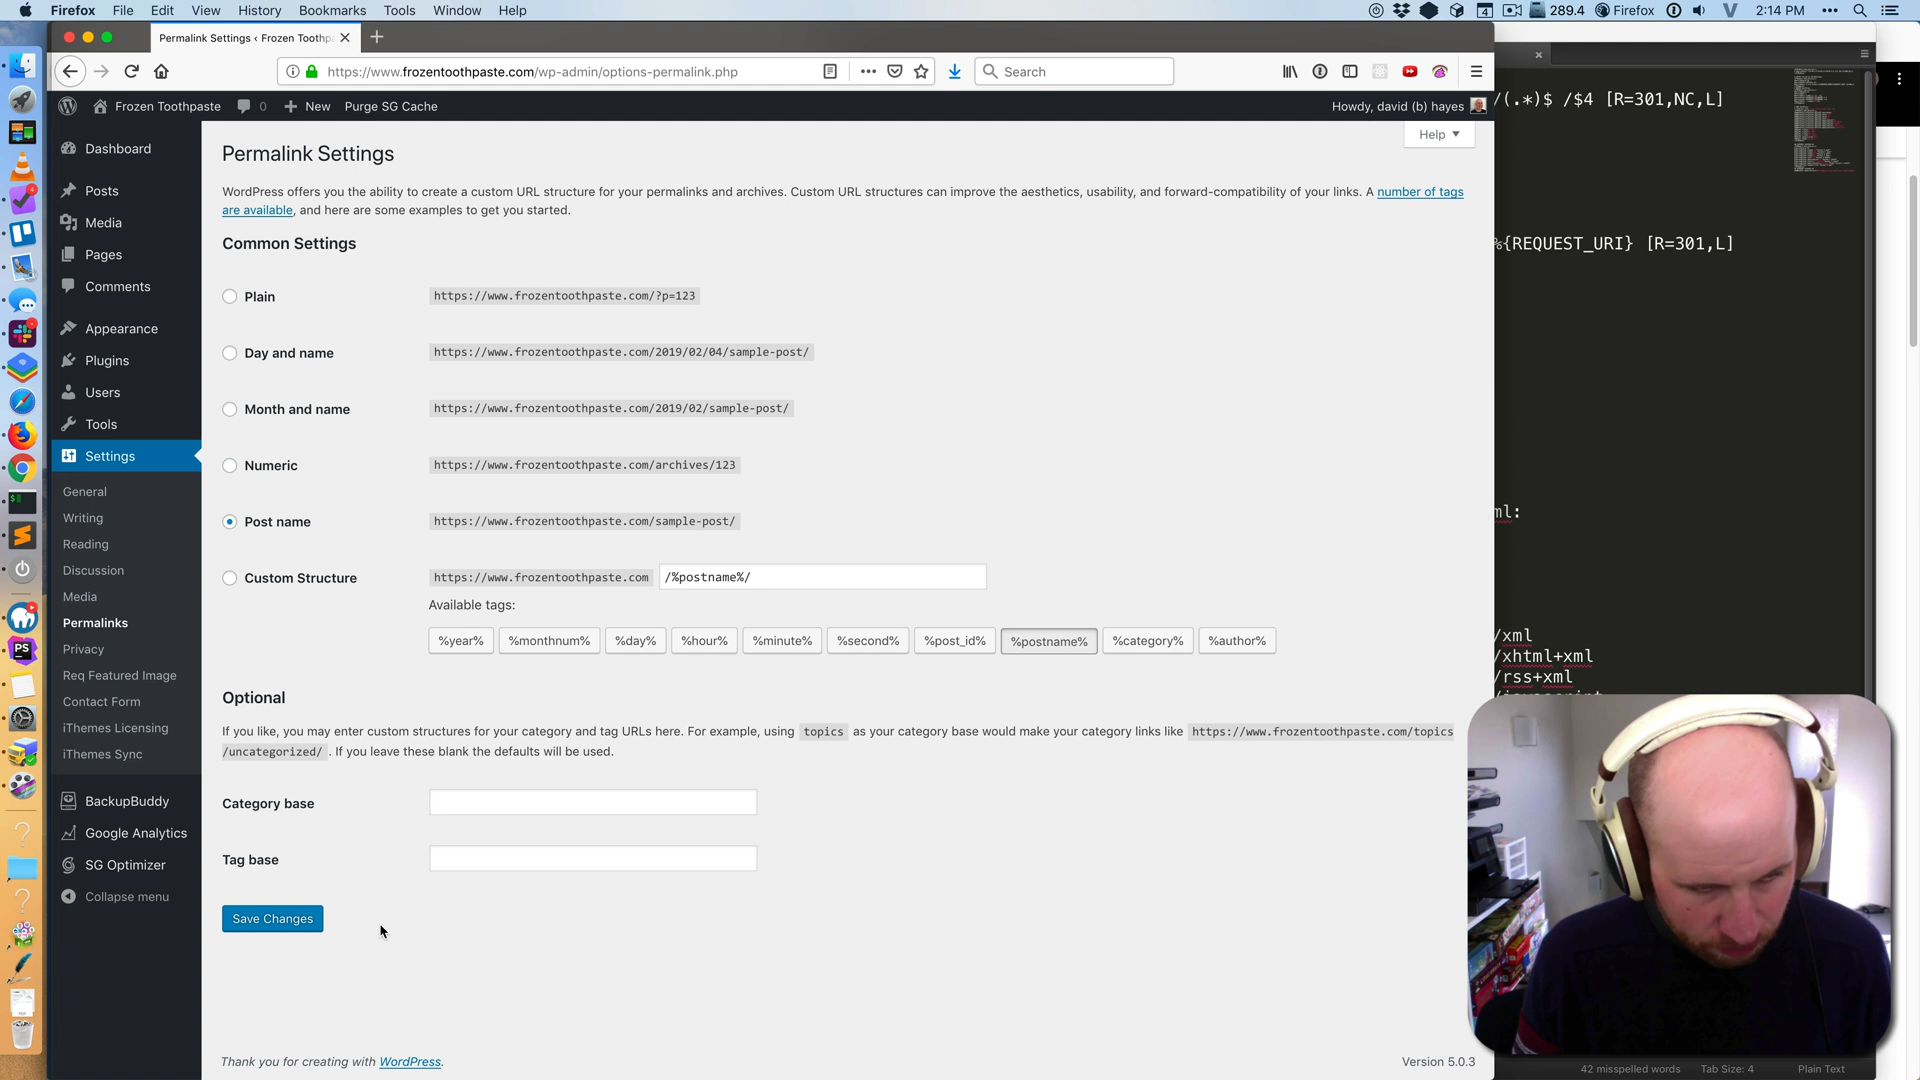 Firefox File Edit View History Bookmarks Tools Window Help
289.4 Firefox 2:14 PM
Permalink Settings ‹ Frozen Toothp
https://www.frozentoothpaste.com/wp-admin/options-permalink.php
Search
Frozen Toothpaste 0 New Purge SG Cache
Howdy, david (b) hayes
Help
Dashboard
Posts
Media
Pages
Comments
Appearance
Plugins
Users
Tools
Settings
General
Writing
Reading
Discussion
Media
Permalinks
Privacy
Req Featured Image
Contact Form
iThemes Licensing
iThemes Sync
BackupBuddy
Google Analytics
SG Optimizer
Collapse menu
Permalink Settings
WordPress offers you the ability to create a custom URL structure for your permalinks and archives. Custom URL structures can improve the aesthetics, usability, and forward-compatibility of your links. A number of tags
are available, and here are some examples to get you started.
Common Settings
Plain https://www.frozentoothpaste.com/?p=123
Day and name https://www.frozentoothpaste.com/2019/02/04/sample-post/
Month and name https://www.frozentoothpaste.com/2019/02/sample-post/
Numeric https://www.frozentoothpaste.com/archives/123
Post name https://www.frozentoothpaste.com/sample-post/
Custom Structure https://www.frozentoothpaste.com /%postname%/
Available tags:
%year% %monthnum% %day% %hour% %minute% %second% %post_id% %postname% %category% %author%
Optional
If you like, you may enter custom structures for your category and tag URLs here. For example, using topics as your category base would make your category links like https://www.frozentoothpaste.com/topics
/uncategorized/ . If you leave these blank the defaults will be used.
Category base
Tag base
Save Changes
Thank you for creating with WordPress.
Version 5.0.3
/(.*)$ /$4 [R=301,NC,L]
%{REQUEST_URI} [R=301,L]
ml:
/xml
/xhtml+xml
/rss+xml
42 misspelled words Tab Size: 4 Plain Text